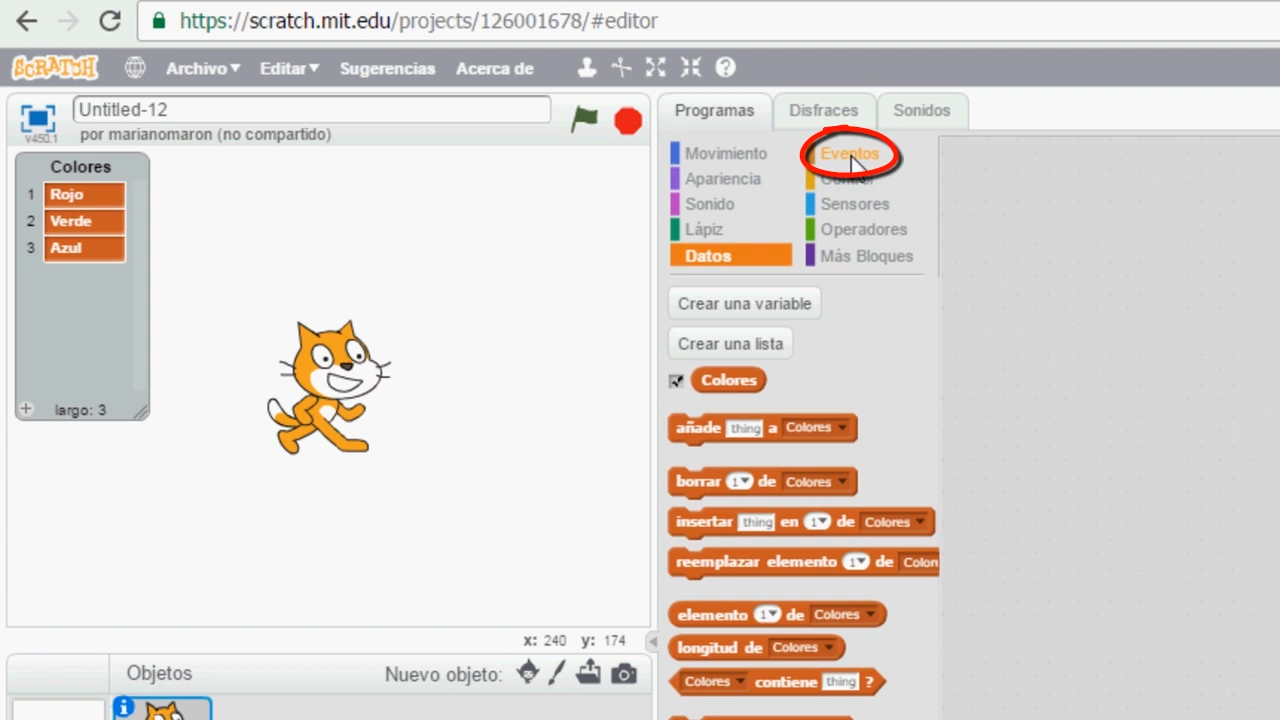 https://scratch.mit.edu/projects/126001678/#editor
SCRATCH Archivo▼ Editar▼ Sugerencias Acerca de
Untitled-12
por marianomaron (no compartido)
v450.1
Colores
1 Rojo
2 Verde
3 Azul
+ largo: 3
x: 240 y: 174
Objetos Nuevo objeto:
Programas Disfraces Sonidos
Movimiento Eventos
Apariencia Control
Sonido Sensores
Lápiz Operadores
Datos Más Bloques
Crear una variable
Crear una lista
Colores
añade thing a Colores
borrar 1 de Colores
insertar thing en 1 de Colores
reemplazar elemento 1 de Color
elemento 1 de Colores
longitud de Colores
Colores contiene thing ?